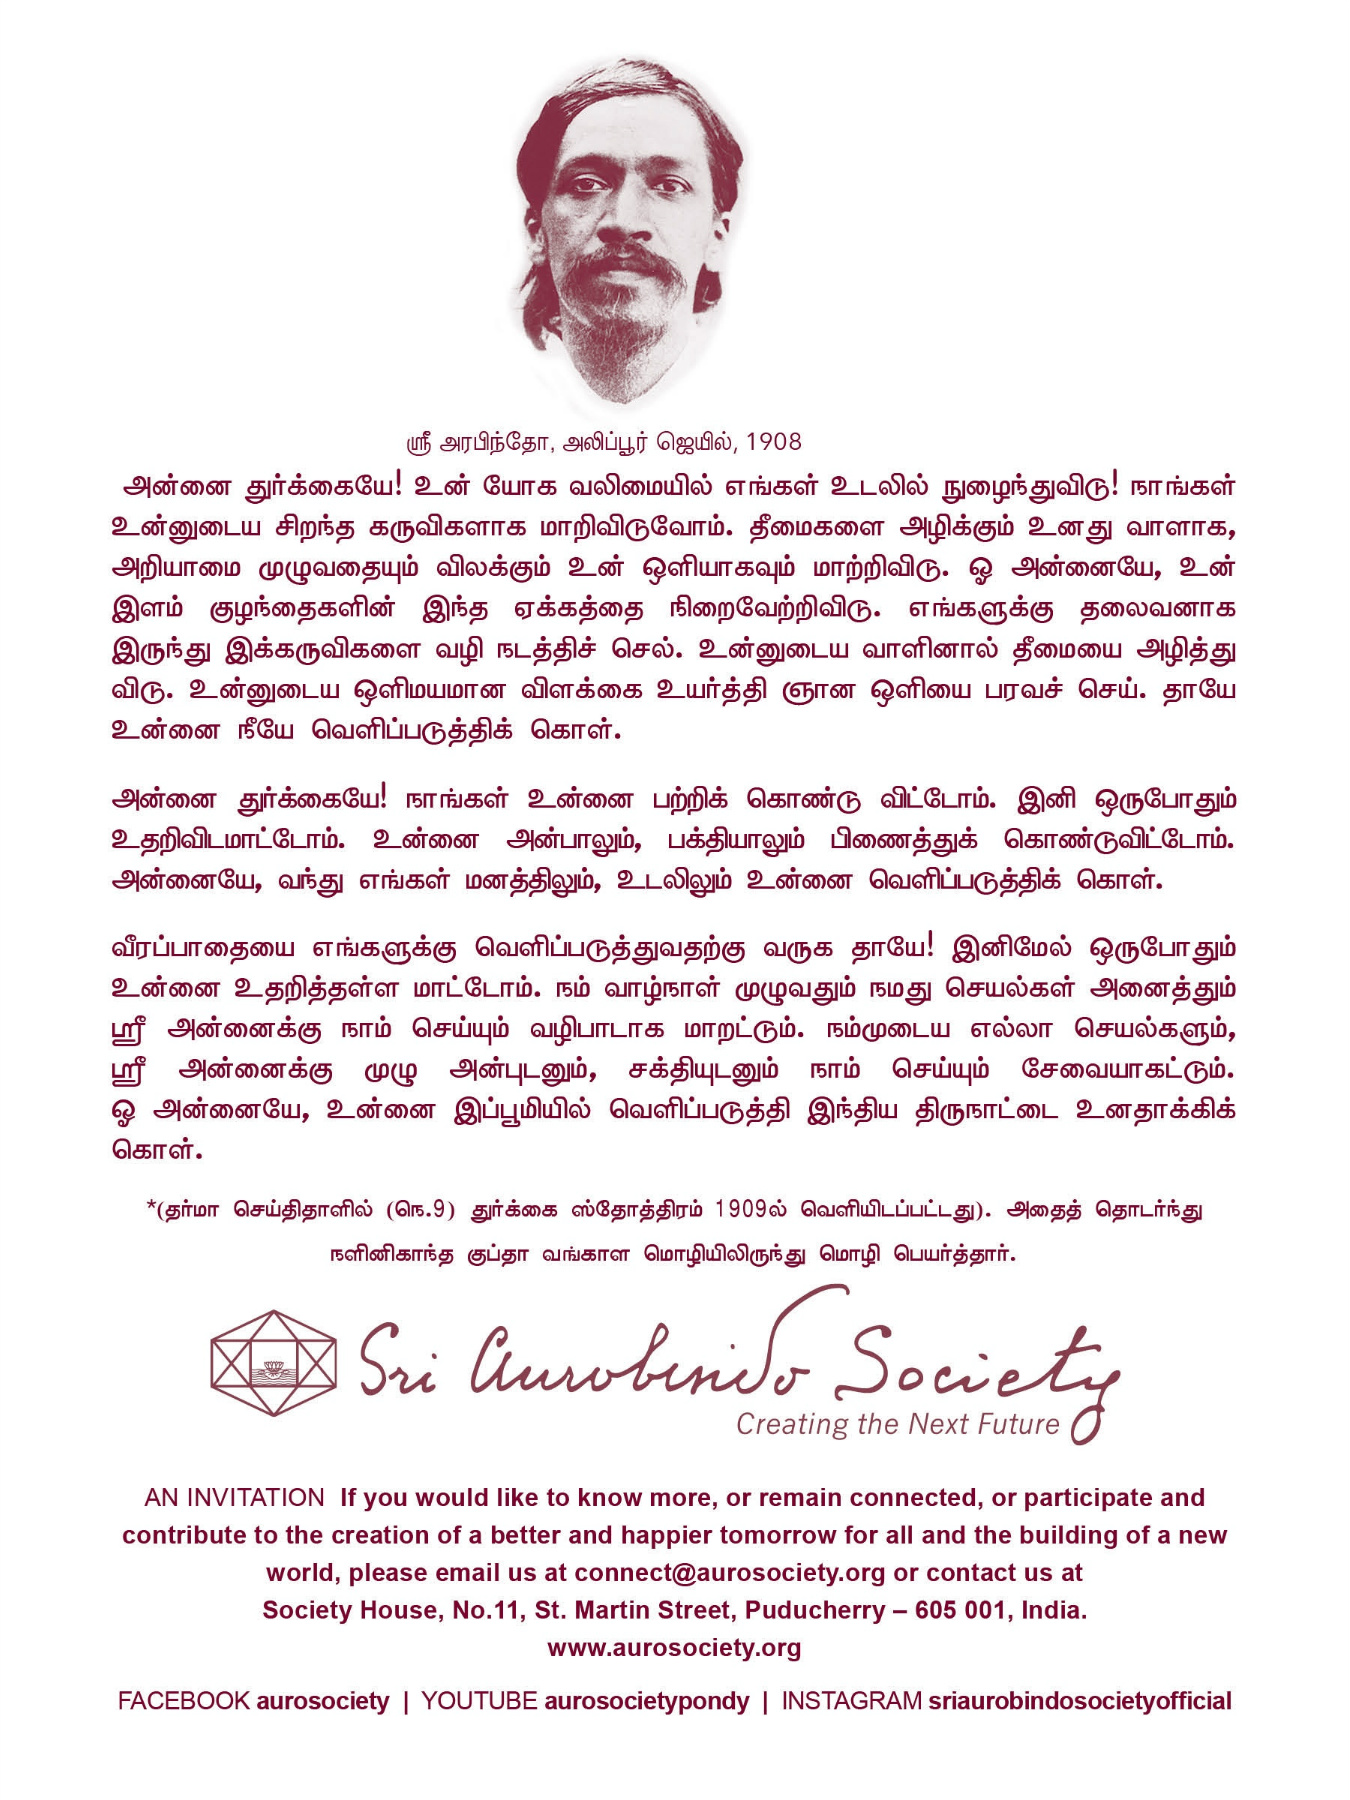 ஸ்ரீ அரபிந்தோ, அலிப்பூர் ஜெயில், 1908
அன்னை துர்க்கையே! உன் யோக வலிமையில் எங்கள் உடலில் நுழைந்துவிடு! நாங்கள்
உன்னுடைய சிறந்த கருவிகளாக மாறிவிடுவோம். தீமைகளை அழிக்கும் உனது வாளாக,
அறியாமை முழுவதையும் விலக்கும் உன் ஒளியாகவும் மாற்றிவிடு. ஓ அன்னையே, உன்
இளம் குழந்தைகளின் இந்த ஏக்கத்தை நிறைவேற்றிவிடு. எங்களுக்கு தலைவனாக
இருந்து இக்கருவிகளை வழி நடத்திச் செல். உன்னுடைய வாளினால் தீமையை அழித்து
விடு. உன்னுடைய ஒளிமயமான விளக்கை உயர்த்தி ஞான ஒளியை பரவச் செய். தாயே
உன்னை நீயே வெளிப்படுத்திக் கொள்.
அன்னை துர்க்கையே! நாங்கள் உன்னை பற்றிக் கொண்டு விட்டோம். இனி ஒருபோதும்
உதறிவிடமாட்டோம். உன்னை அன்பாலும், பக்தியாலும் பிணைத்துக் கொண்டுவிட்டோம்.
அன்னையே, வந்து எங்கள் மனத்திலும், உடலிலும் உன்னை வெளிப்படுத்திக் கொள்.
வீரப்பாதையை எங்களுக்கு வெளிப்படுத்துவதற்கு வருக தாயே! இனிமேல் ஒருபோதும்
உன்னை உதறித்தள்ள மாட்டோம். நம் வாழ்நாள் முழுவதும் நமது செயல்கள் அனைத்தும்
ஸ்ரீ அன்னைக்கு நாம் செய்யும் வழிபாடாக மாறட்டும். நம்முடைய எல்லா செயல்களும்,
ஸ்ரீ அன்னைக்கு முழு அன்புடனும், சக்தியுடனும் நாம் செய்யும் சேவையாகட்டும்.
ஓ அன்னையே, உன்னை இப்பூமியில் வெளிப்படுத்தி இந்திய திருநாட்டை உனதாக்கிக்
கொள்.
*(தர்மா செய்திதாளில் (நெ.9) துர்க்கை ஸ்தோத்திரம் 1909ல் வெளியிடப்பட்டது). அதைத் தொடர்ந்து
நளினிகாந்த குப்தா வங்காள மொழியிலிருந்து மொழி பெயர்த்தார்.
Sri Aurobindo Society
Creating the Next Future
AN INVITATION If you would like to know more, or remain connected, or participate and
contribute to the creation of a better and happier tomorrow for all and the building of a new
world, please email us at connect@aurosociety.org or contact us at
Society House, No.11, St. Martin Street, Puducherry – 605 001, India.
www.aurosociety.org
FACEBOOK aurosociety | YOUTUBE aurosocietypondy | INSTAGRAM sriaurobindosocietyofficial